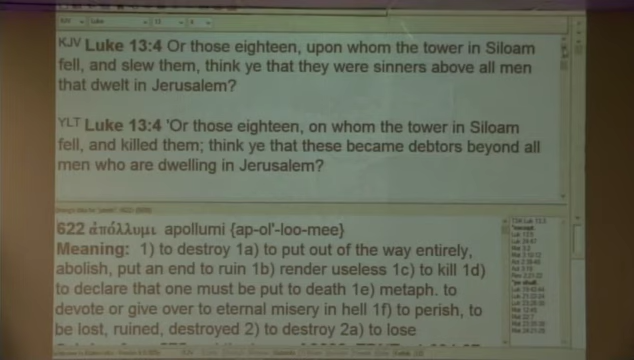 KJV Luke 13:4 Or those eighteen, upon whom the tower in Siloam
fell, and slew them, think ye that they were sinners above all men
that dwelt in Jerusalem?
YLT Luke 13:4 'Or those eighteen, on whom the tower in Siloam
fell, and killed them; think ye that these became debtors beyond all
men who are dwelling in Jerusalem?
622 ἀπόλλυμι apollumi {ap-ol'-loo-mee}
Meaning: 1) to destroy 1a) to put out of the way entirely,
abolish, put an end to ruin 1b) render useless 1c) to kill 1d)
to declare that one must be put to death 1e) metaph. to
devote or give over to eternal misery in hell 1f) to perish, to
be lost, ruined, destroyed 2) to destroy 2a) to lose